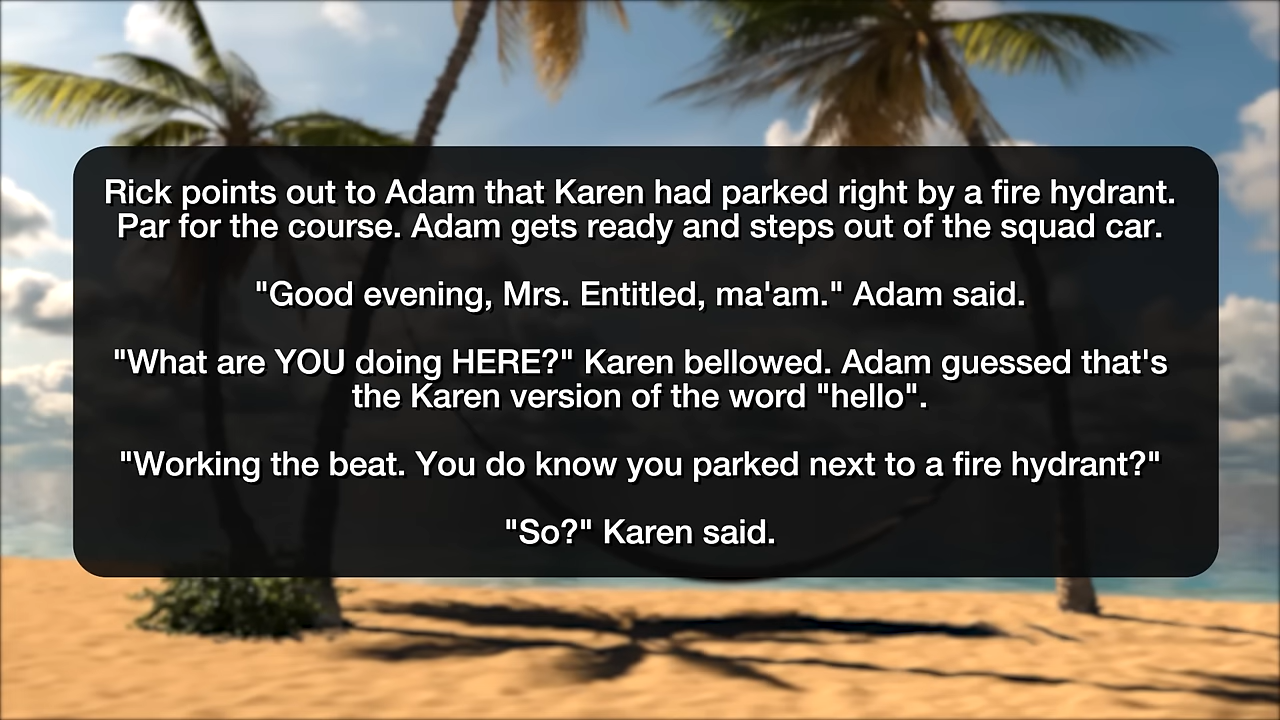 Rick points out to Adam that Karen had parked right by a fire hydrant.
Par for the course. Adam gets ready and steps out of the squad car.
"Good evening, Mrs. Entitled, ma'am." Adam said.
"What are YOU doing HERE?" Karen bellowed. Adam guessed that's
the Karen version of the word "hello".
"Working the beat. You do know you parked next to a fire hydrant?"
"So?" Karen said.